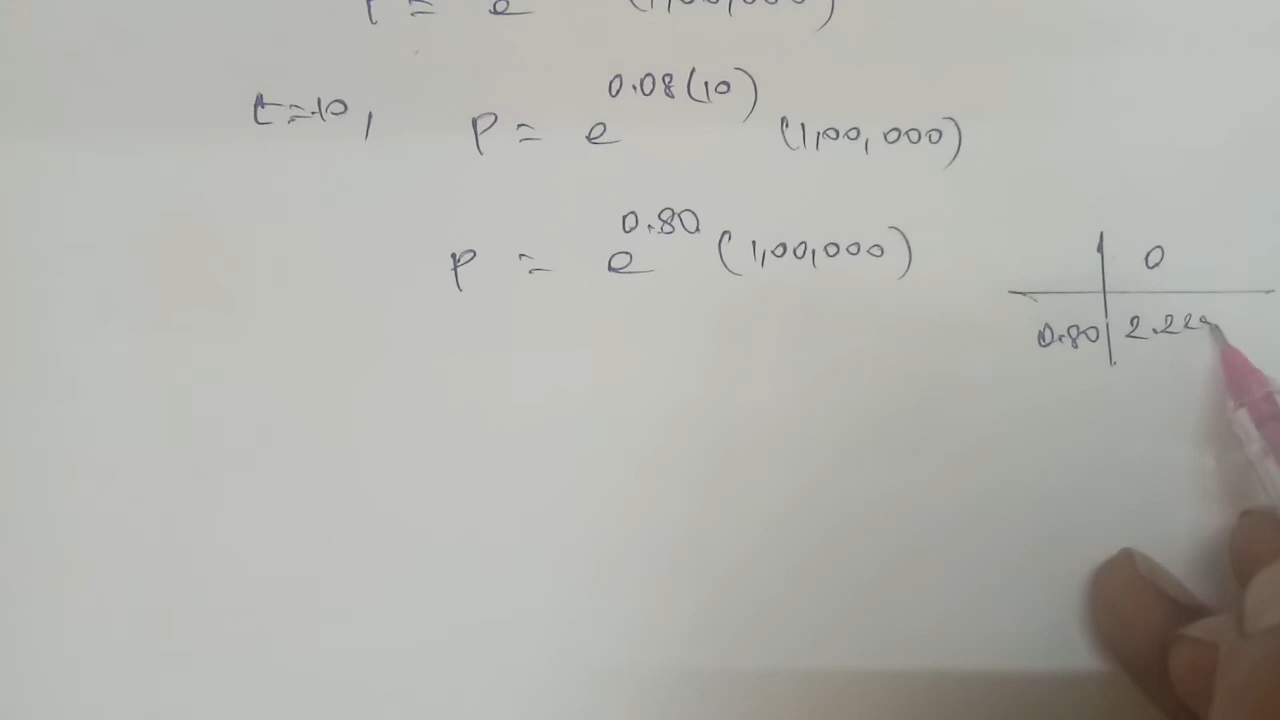 t=10, P = e^0.08(10) (1,00,000)
P = e^0.80 (1,00,000)
0
0.80 2.22